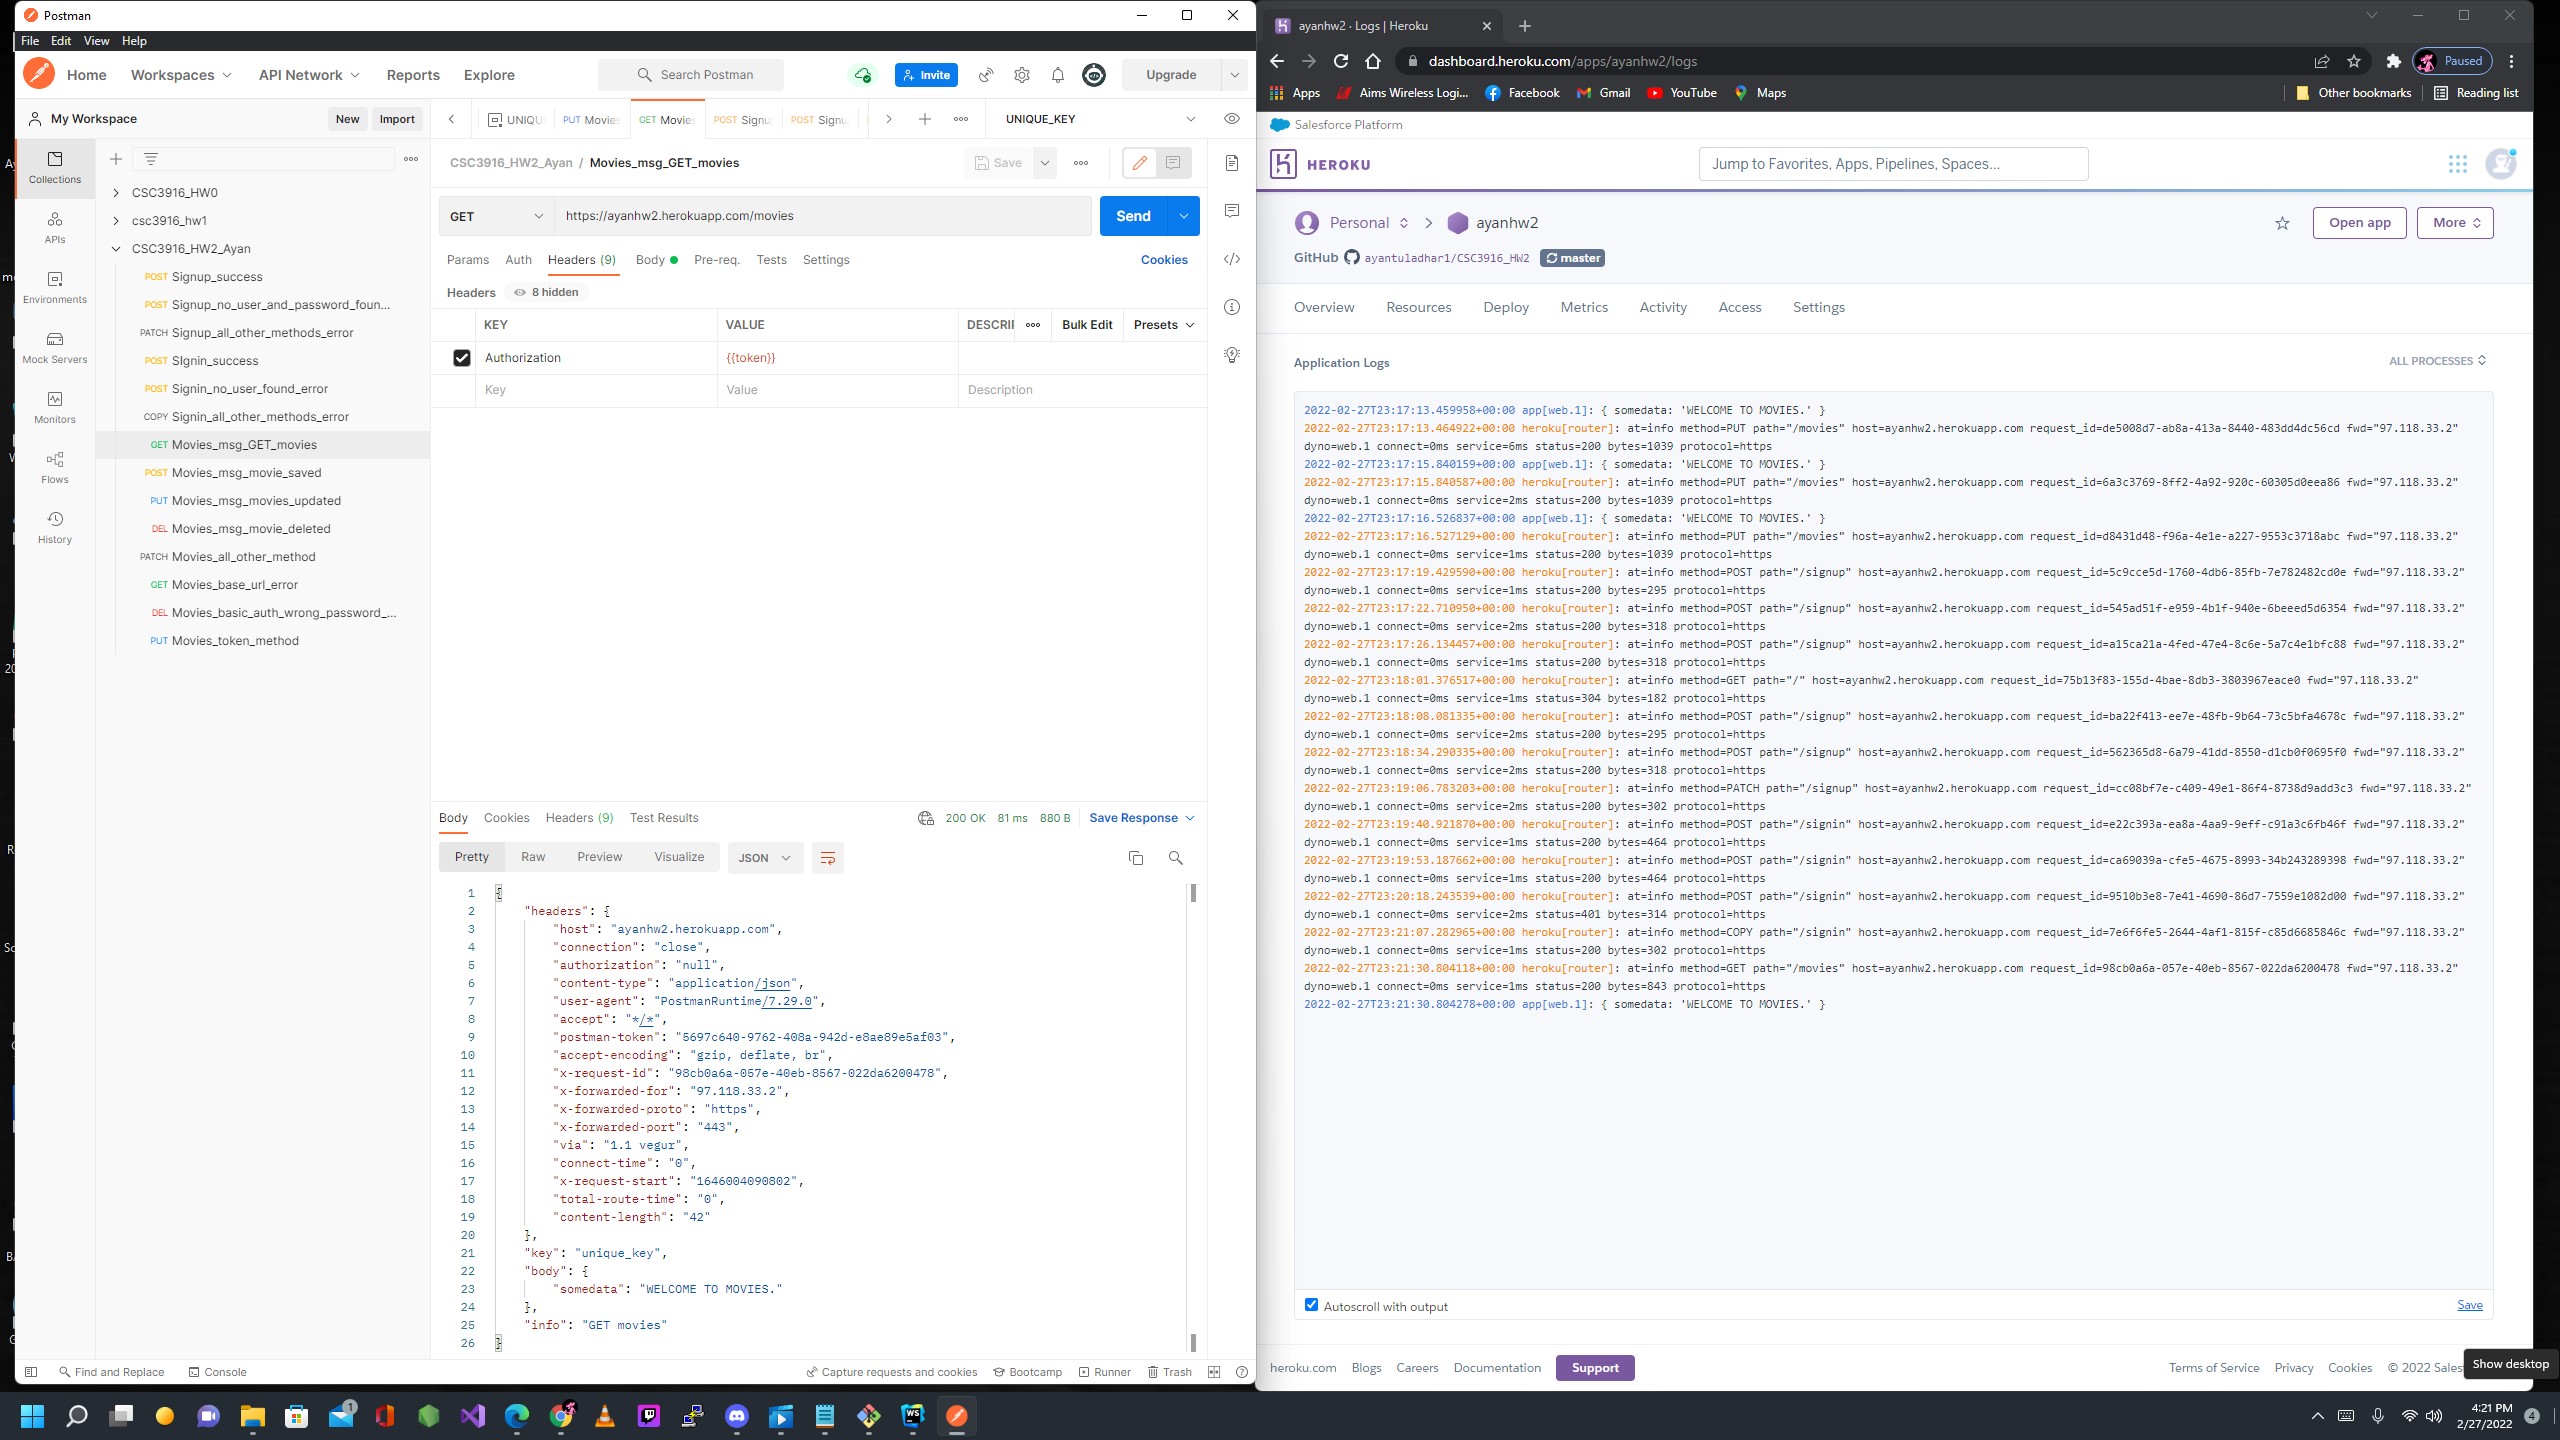 Postman
File Edit View Help
Home Workspaces API Network Reports Explore Search Postman Invite Upgrade
My Workspace New Import
UNIQU PUT Movie GET Movie POST Signu POST Signu UNIQUE_KEY
Collections
APIs
Environments
Mock Servers
Monitors
Flows
History
CSC3916_HW0
csc3916_hw1
CSC3916_HW2_Ayan
POST Signup_success
POST Signup_no_user_and_password_foun...
PATCH Signup_all_other_methods_error
POST SIgnin_success
POST Signin_no_user_found_error
COPY Signin_all_other_methods_error
GET Movies_msg_GET_movies
POST Movies_msg_movie_saved
PUT Movies_msg_movies_updated
DEL Movies_msg_movie_deleted
PATCH Movies_all_other_method
GET Movies_base_url_error
DEL Movies_basic_auth_wrong_password_...
PUT Movies_token_method
CSC3916_HW2_Ayan / Movies_msg_GET_movies Save
GET https://ayanhw2.herokuapp.com/movies Send
Params Auth Headers (9) Body Pre-req. Tests Settings Cookies
Headers 8 hidden
KEY VALUE DESCRI Bulk Edit Presets
Authorization {{token}}
Key Value Description
Body Cookies Headers (9) Test Results 200 OK 81 ms 880 B Save Response
Pretty Raw Preview Visualize JSON
1 {
2 "headers": {
3 "host": "ayanhw2.herokuapp.com",
4 "connection": "close",
5 "authorization": "null",
6 "content-type": "application/json",
7 "user-agent": "PostmanRuntime/7.29.0",
8 "accept": "*/*",
9 "postman-token": "5697c640-9762-408a-942d-e8ae89e5af03",
10 "accept-encoding": "gzip, deflate, br",
11 "x-request-id": "98cb0a6a-057e-40eb-8567-022da6200478",
12 "x-forwarded-for": "97.118.33.2",
13 "x-forwarded-proto": "https",
14 "x-forwarded-port": "443",
15 "via": "1.1 vegur",
16 "connect-time": "0",
17 "x-request-start": "1646004090802",
18 "total-route-time": "0",
19 "content-length": "42"
20 },
21 "key": "unique_key",
22 "body": {
23 "somedata": "WELCOME TO MOVIES."
24 },
25 "info": "GET movies"
26 }
Find and Replace Console Capture requests and cookies Bootcamp Runner Trash
ayanhw2 · Logs | Heroku
dashboard.heroku.com/apps/ayanhw2/logs Paused
Apps Aims Wireless Logi... Facebook Gmail YouTube Maps Other bookmarks Reading list
Salesforce Platform
HEROKU Jump to Favorites, Apps, Pipelines, Spaces...
Personal ayanhw2 Open app More
GitHub ayantuladhar1/CSC3916_HW2 master
Overview Resources Deploy Metrics Activity Access Settings
Application Logs ALL PROCESSES
2022-02-27T23:17:13.459958+00:00 app[web.1]: { somedata: 'WELCOME TO MOVIES.' }
2022-02-27T23:17:13.464922+00:00 heroku[router]: at=info method=PUT path="/movies" host=ayanhw2.herokuapp.com request_id=de5008d7-ab8a-413a-8440-483dd4dc56cd fwd="97.118.33.2"
dyno=web.1 connect=0ms service=6ms status=200 bytes=1039 protocol=https
2022-02-27T23:17:15.840159+00:00 app[web.1]: { somedata: 'WELCOME TO MOVIES.' }
2022-02-27T23:17:15.840587+00:00 heroku[router]: at=info method=PUT path="/movies" host=ayanhw2.herokuapp.com request_id=6a3c3769-8ff2-4a92-920c-60305d0eea86 fwd="97.118.33.2"
dyno=web.1 connect=0ms service=2ms status=200 bytes=1039 protocol=https
2022-02-27T23:17:16.526837+00:00 app[web.1]: { somedata: 'WELCOME TO MOVIES.' }
2022-02-27T23:17:16.527129+00:00 heroku[router]: at=info method=PUT path="/movies" host=ayanhw2.herokuapp.com request_id=d8431d48-f96a-4e1e-a227-9553c3718abc fwd="97.118.33.2"
dyno=web.1 connect=0ms service=1ms status=200 bytes=1039 protocol=https
2022-02-27T23:17:19.429590+00:00 heroku[router]: at=info method=POST path="/signup" host=ayanhw2.herokuapp.com request_id=5c9cce5d-1760-4db6-85fb-7e782482cd0e fwd="97.118.33.2"
dyno=web.1 connect=0ms service=1ms status=200 bytes=295 protocol=https
2022-02-27T23:17:22.710950+00:00 heroku[router]: at=info method=POST path="/signup" host=ayanhw2.herokuapp.com request_id=545ad51f-e959-4b1f-940e-6beeed5d6354 fwd="97.118.33.2"
dyno=web.1 connect=0ms service=2ms status=200 bytes=318 protocol=https
2022-02-27T23:17:26.134457+00:00 heroku[router]: at=info method=POST path="/signup" host=ayanhw2.herokuapp.com request_id=a15ca21a-4fed-47e4-8c6e-5a7c4e1bfc88 fwd="97.118.33.2"
dyno=web.1 connect=0ms service=1ms status=200 bytes=318 protocol=https
2022-02-27T23:18:01.376517+00:00 heroku[router]: at=info method=GET path="/" host=ayanhw2.herokuapp.com request_id=75b13f83-155d-4bae-8db3-3803967eace0 fwd="97.118.33.2"
dyno=web.1 connect=0ms service=1ms status=304 bytes=182 protocol=https
2022-02-27T23:18:08.081335+00:00 heroku[router]: at=info method=POST path="/signup" host=ayanhw2.herokuapp.com request_id=ba22f413-ee7e-48fb-9b64-73c5bfa4678c fwd="97.118.33.2"
dyno=web.1 connect=0ms service=2ms status=200 bytes=295 protocol=https
2022-02-27T23:18:34.290335+00:00 heroku[router]: at=info method=POST path="/signup" host=ayanhw2.herokuapp.com request_id=562365d8-6a79-41dd-8550-d1cb0f0695f0 fwd="97.118.33.2"
dyno=web.1 connect=0ms service=2ms status=200 bytes=318 protocol=https
2022-02-27T23:19:06.783203+00:00 heroku[router]: at=info method=PATCH path="/signup" host=ayanhw2.herokuapp.com request_id=cc08bf7e-c409-49e1-86f4-8738d9add3c3 fwd="97.118.33.2"
dyno=web.1 connect=0ms service=2ms status=200 bytes=302 protocol=https
2022-02-27T23:19:40.921870+00:00 heroku[router]: at=info method=POST path="/signin" host=ayanhw2.herokuapp.com request_id=e22c393a-ea8a-4aa9-9eff-c91a3c6fb46f fwd="97.118.33.2"
dyno=web.1 connect=0ms service=1ms status=200 bytes=464 protocol=https
2022-02-27T23:19:53.187662+00:00 heroku[router]: at=info method=POST path="/signin" host=ayanhw2.herokuapp.com request_id=ca69039a-cfe5-4675-8993-34b243289398 fwd="97.118.33.2"
dyno=web.1 connect=0ms service=1ms status=200 bytes=464 protocol=https
2022-02-27T23:20:18.243539+00:00 heroku[router]: at=info method=POST path="/signin" host=ayanhw2.herokuapp.com request_id=9510b3e8-7e41-4690-86d7-7559e1082d00 fwd="97.118.33.2"
dyno=web.1 connect=0ms service=2ms status=401 bytes=314 protocol=https
2022-02-27T23:21:07.282965+00:00 heroku[router]: at=info method=COPY path="/signin" host=ayanhw2.herokuapp.com request_id=7e6f6fe5-2644-4af1-815f-c85d6685846c fwd="97.118.33.2"
dyno=web.1 connect=0ms service=1ms status=200 bytes=302 protocol=https
2022-02-27T23:21:30.804118+00:00 heroku[router]: at=info method=GET path="/movies" host=ayanhw2.herokuapp.com request_id=98cb0a6a-057e-40eb-8567-022da6200478 fwd="97.118.33.2"
dyno=web.1 connect=0ms service=1ms status=200 bytes=843 protocol=https
2022-02-27T23:21:30.804278+00:00 app[web.1]: { somedata: 'WELCOME TO MOVIES.' }
Autoscroll with output Save
heroku.com Blogs Careers Documentation Support Terms of Service Privacy Cookies © 2022 Sales
Show desktop
4:21 PM
2/27/2022
4